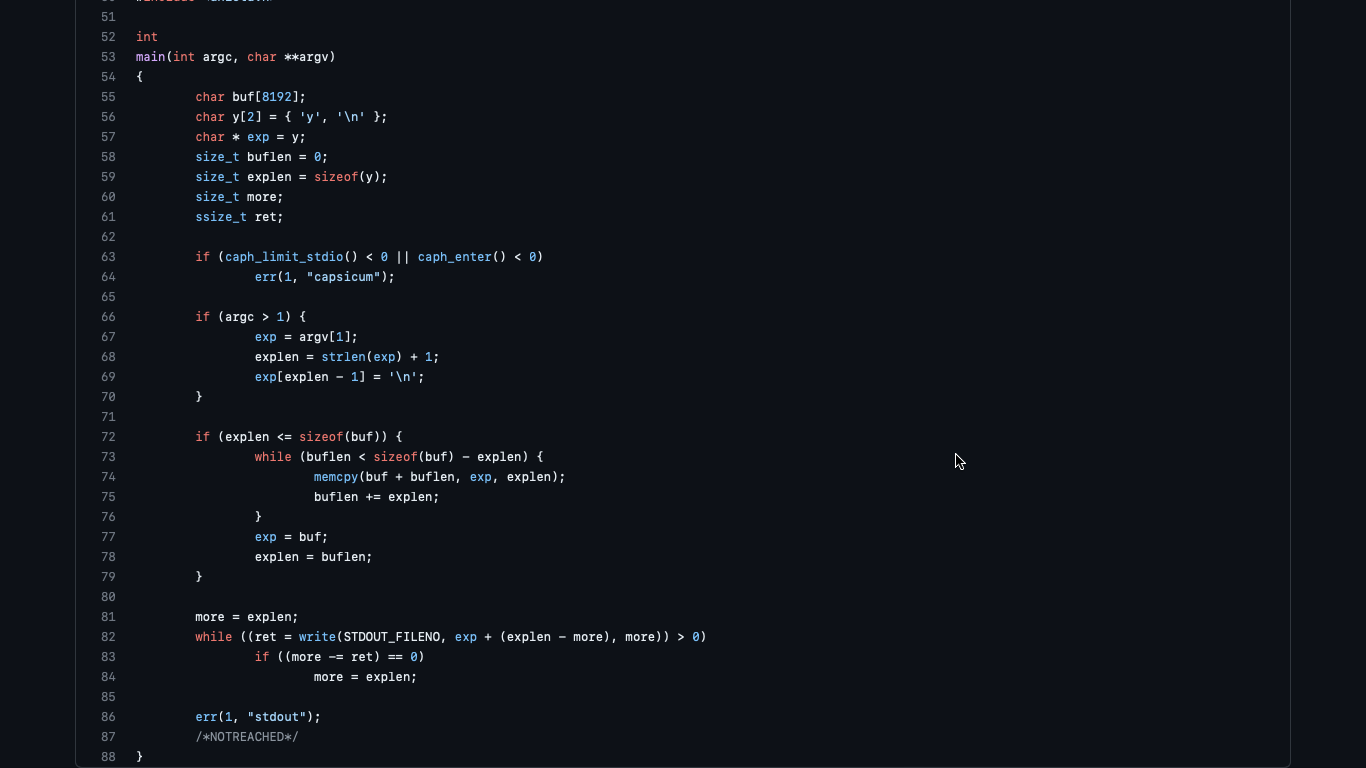 51
52 int
53 main(int argc, char **argv)
54 {
55 char buf[8192];
56 char y[2] = { 'y', '\n' };
57 char * exp = y;
58 size_t buflen = 0;
59 size_t explen = sizeof(y);
60 size_t more;
61 ssize_t ret;
62
63 if (caph_limit_stdio() < 0 || caph_enter() < 0)
64 err(1, "capsicum");
65
66 if (argc > 1) {
67 exp = argv[1];
68 explen = strlen(exp) + 1;
69 exp[explen - 1] = '\n';
70 }
71
72 if (explen <= sizeof(buf)) {
73 while (buflen < sizeof(buf) - explen) {
74 memcpy(buf + buflen, exp, explen);
75 buflen += explen;
76 }
77 exp = buf;
78 explen = buflen;
79 }
80
81 more = explen;
82 while ((ret = write(STDOUT_FILENO, exp + (explen - more), more)) > 0)
83 if ((more -= ret) == 0)
84 more = explen;
85
86 err(1, "stdout");
87 /*NOTREACHED*/
88 }